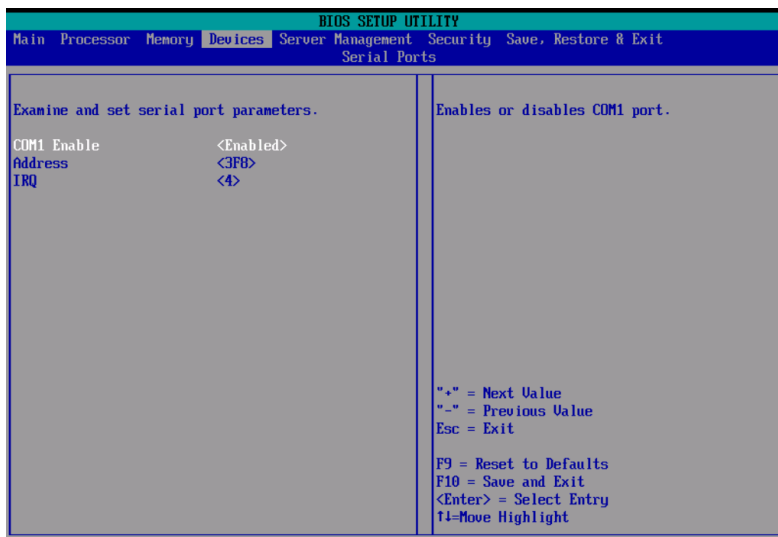 BIOS SETUP UTILITY
Main Processor Memory Devices Server Management Security Save, Restore & Exit
Serial Ports
Examine and set serial port parameters.
COM1 Enable <Enabled>
Address <3F8>
IRQ <4>
Enables or disables COM1 port.
"+" = Next Value
"-" = Previous Value
Esc = Exit
F9 = Reset to Defaults
F10 = Save and Exit
<Enter> = Select Entry
↑↓=Move Highlight